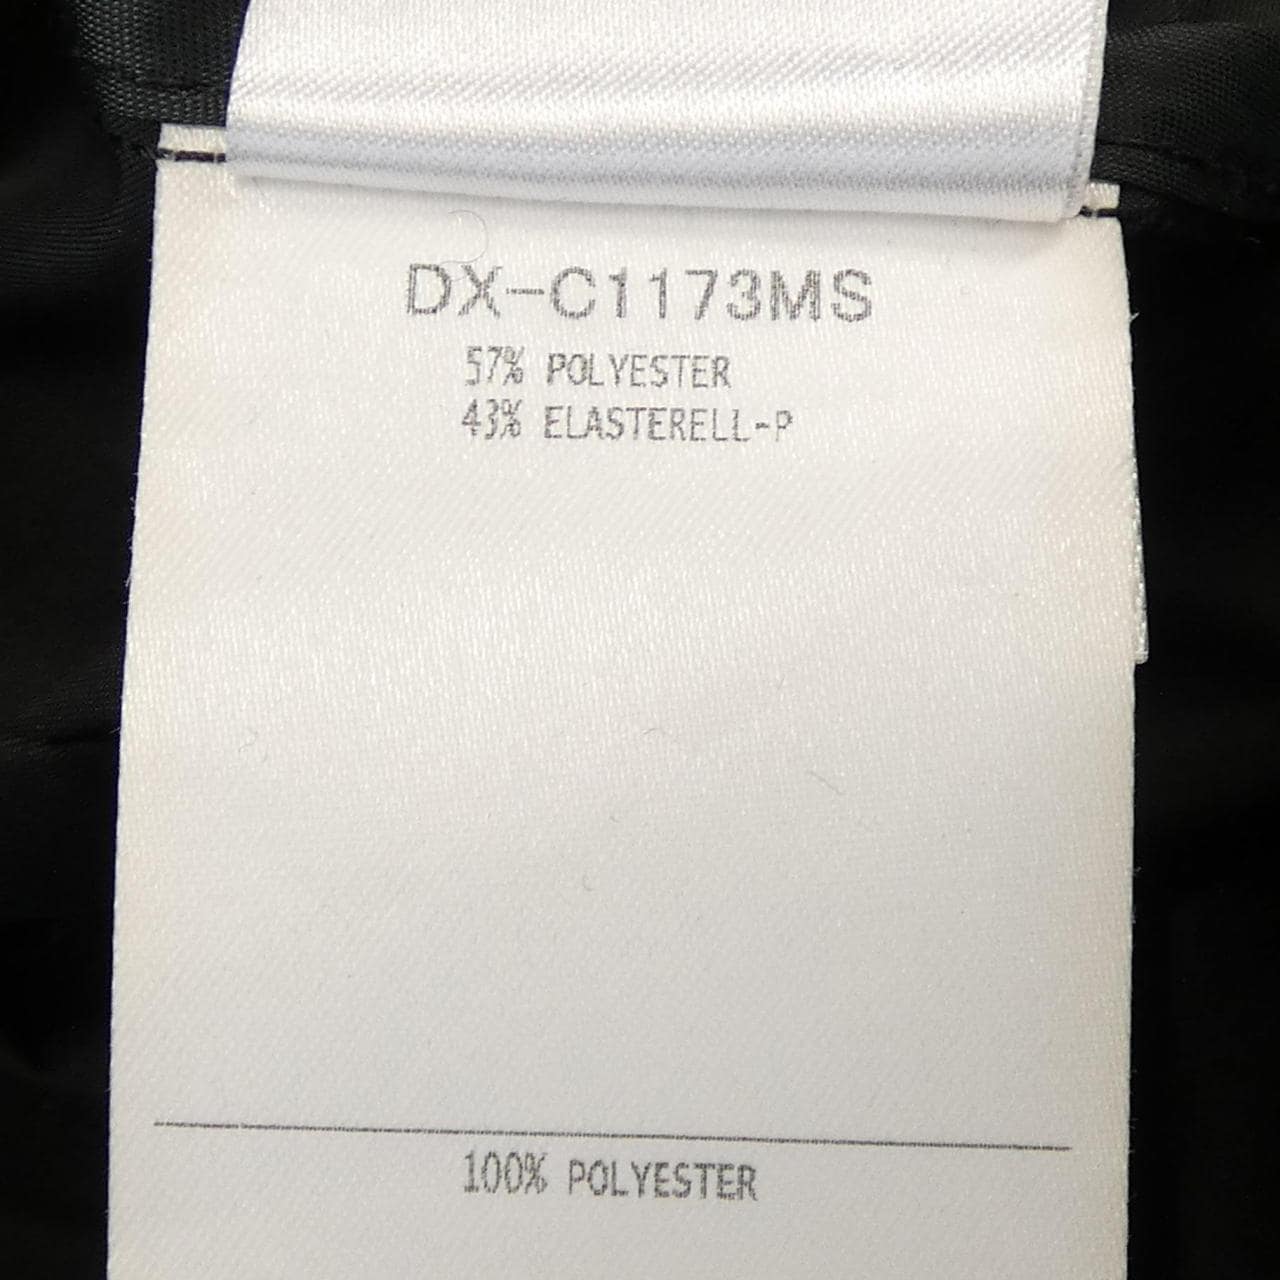 DX-C1173MS
57% POLYESTER
43% ELASTERELL-P
100% POLYESTER